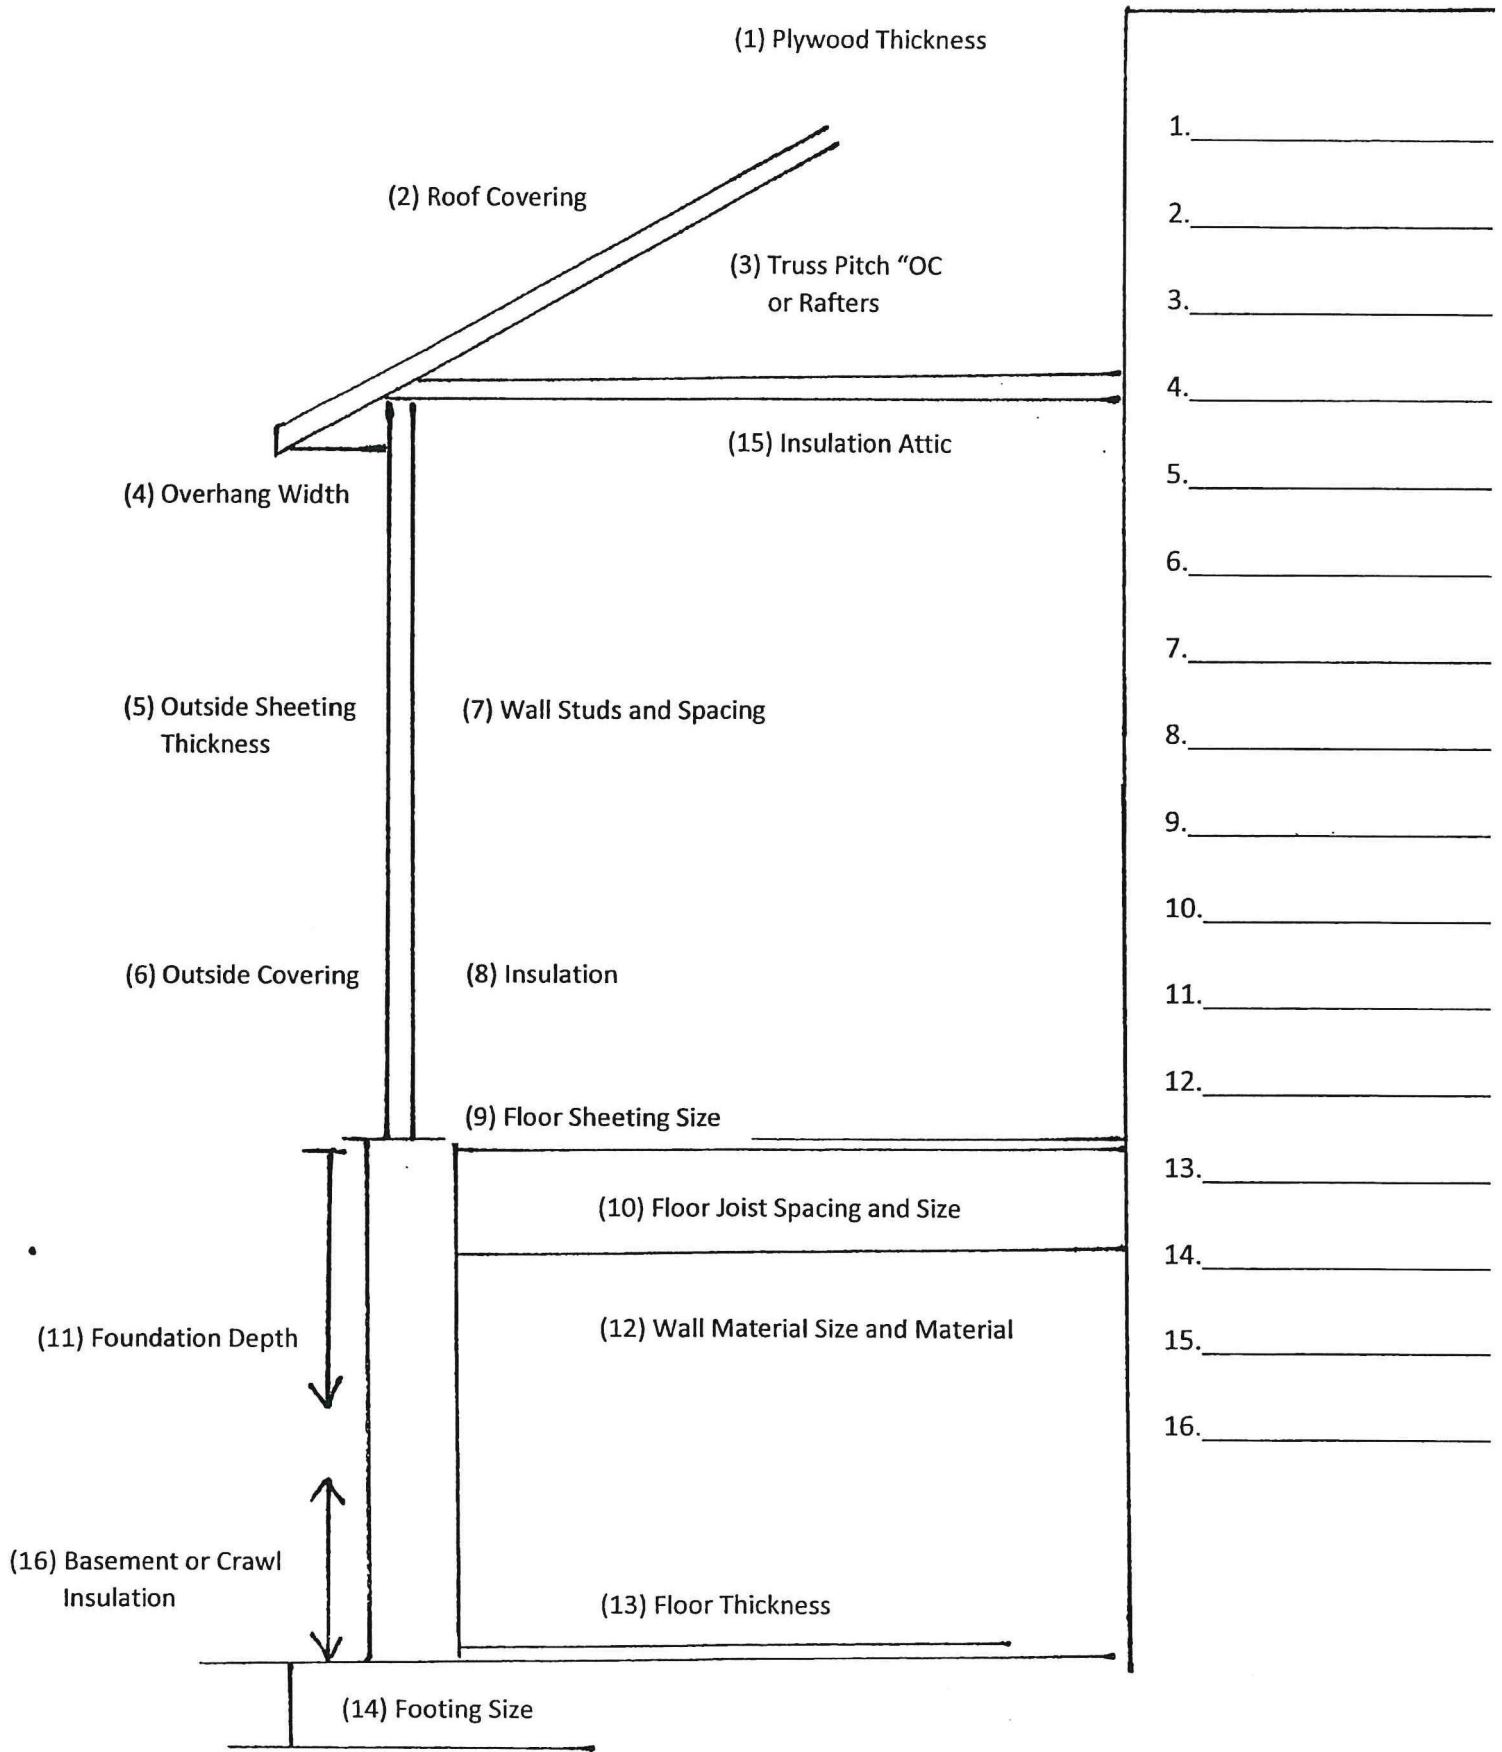 (1) Plywood Thickness
(2) Roof Covering
(3) Truss Pitch “OC
or Rafters
(15) Insulation Attic
(4) Overhang Width
(5) Outside Sheeting
Thickness
(7) Wall Studs and Spacing
(6) Outside Covering
(8) Insulation
(9) Floor Sheeting Size
(10) Floor Joist Spacing and Size
(11) Foundation Depth
(12) Wall Material Size and Material
(16) Basement or Crawl
Insulation
(13) Floor Thickness
(14) Footing Size
1.
2.
3.
4.
5.
6.
7.
8.
9.
10.
11.
12.
13.
14.
15.
16.